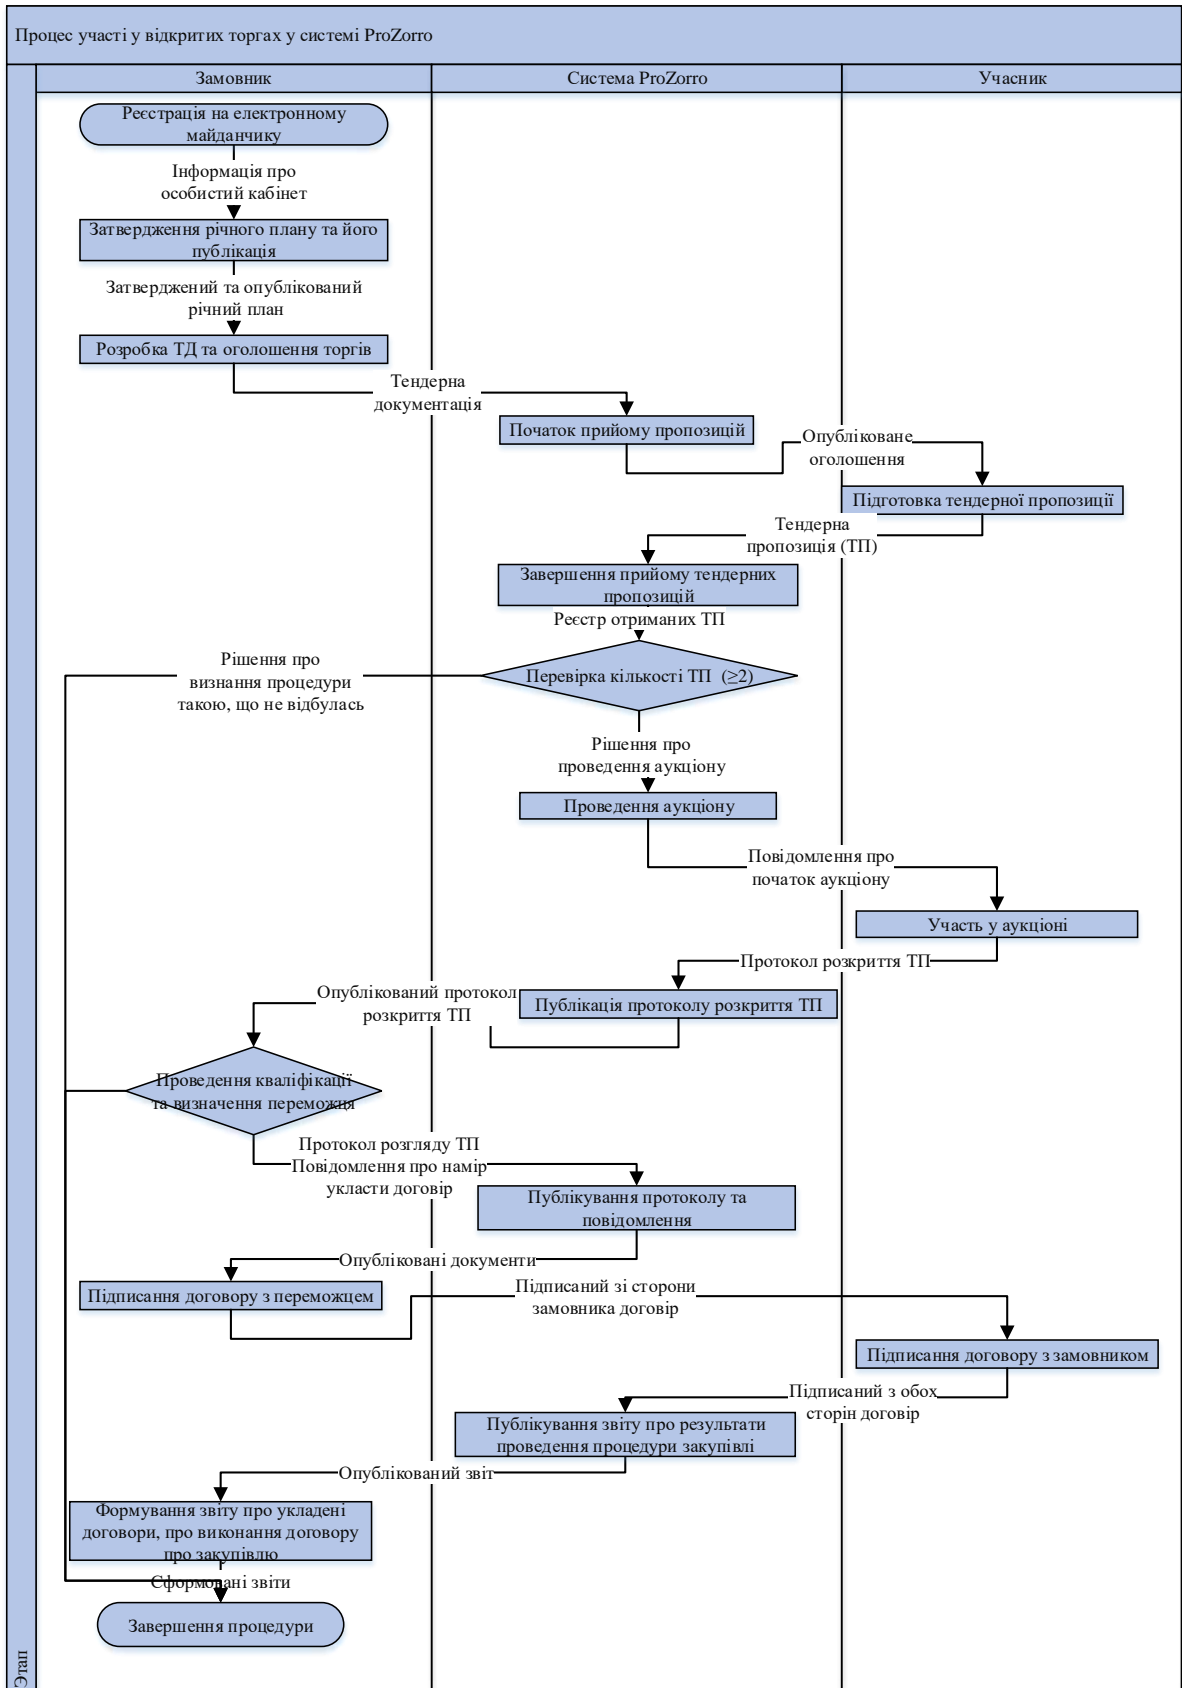 Процес участі у відкритих торгах у системі ProZorro
Замовник
Система ProZorro
Учасник
Реєстрація на електронному
майданчику
Інформація про
особистий кабінет
Затвердження річного плану та його
публікація
Затверджений та опублікований
річний план
Розробка ТД та оголошення торгів
Тендерна
документація
Початок прийому пропозицій
Опубліковане
оголошення
Підготовка тендерної пропозиції
Тендерна
пропозиція (ТП)
Завершення прийому тендерних
пропозицій
Реєстр отриманих ТП
Перевірка кількості ТП (≥2)
Рішення про
визнання процедури
такою, що не відбулась
Рішення про
проведення аукціону
Проведення аукціону
Повідомлення про
початок аукціону
Участь у аукціоні
Протокол розкриття ТП
Публікація протоколу розкриття ТП
Опублікований протокол
розкриття ТП
Проведення кваліфікації
та визначення переможця
Протокол розгляду ТП
Повідомлення про намір
укласти договір
Публікування протоколу та
повідомлення
Опубліковані документи
Підписання договору з переможцем
Підписаний зі сторони
замовника договір
Підписання договору з замовником
Підписаний з обох
сторін договір
Публікування звіту про результати
проведення процедури закупівлі
Опублікований звіт
Формування звіту про укладені
договори, про виконання договору
про закупівлю
Сформовані звіти
Завершення процедури
Этап